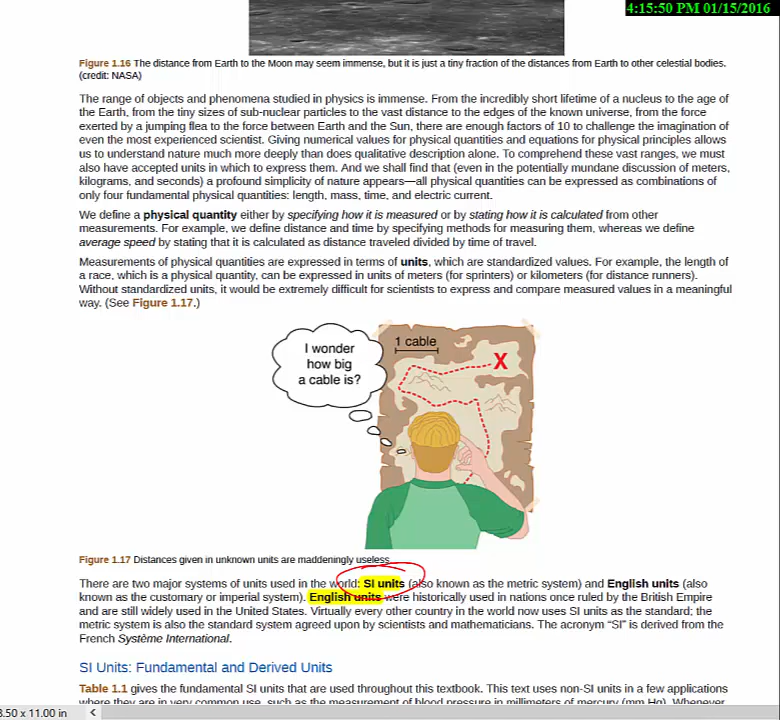 4:15:50 PM 01/15/2016
Figure 1.16 The distance from Earth to the Moon may seem immense, but it is just a tiny fraction of the distances from Earth to other celestial bodies.
(credit: NASA)
The range of objects and phenomena studied in physics is immense. From the incredibly short lifetime of a nucleus to the age of
the Earth, from the tiny sizes of sub-nuclear particles to the vast distance to the edges of the known universe, from the force
exerted by a jumping flea to the force between Earth and the Sun, there are enough factors of 10 to challenge the imagination of
even the most experienced scientist. Giving numerical values for physical quantities and equations for physical principles allows
us to understand nature much more deeply than does qualitative description alone. To comprehend these vast ranges, we must
also have accepted units in which to express them. And we shall find that (even in the potentially mundane discussion of meters,
kilograms, and seconds) a profound simplicity of nature appears—all physical quantities can be expressed as combinations of
only four fundamental physical quantities: length, mass, time, and electric current.
We define a physical quantity either by specifying how it is measured or by stating how it is calculated from other
measurements. For example, we define distance and time by specifying methods for measuring them, whereas we define
average speed by stating that it is calculated as distance traveled divided by time of travel.
Measurements of physical quantities are expressed in terms of units, which are standardized values. For example, the length of
a race, which is a physical quantity, can be expressed in units of meters (for sprinters) or kilometers (for distance runners).
Without standardized units, it would be extremely difficult for scientists to express and compare measured values in a meaningful
way. (See Figure 1.17.)
I wonder
how big
a cable is?
1 cable
X
Figure 1.17 Distances given in unknown units are maddeningly useless.
There are two major systems of units used in the world: SI units (also known as the metric system) and English units (also
known as the customary or imperial system). English units were historically used in nations once ruled by the British Empire
and are still widely used in the United States. Virtually every other country in the world now uses SI units as the standard; the
metric system is also the standard system agreed upon by scientists and mathematicians. The acronym “SI” is derived from the
French Système International.
SI Units: Fundamental and Derived Units
Table 1.1 gives the fundamental SI units that are used throughout this textbook. This text uses non-SI units in a few applications
where they are in very common use, such as the measurement of blood pressure in millimeters of mercury (mm Hg). Whenever
8.50 x 11.00 in